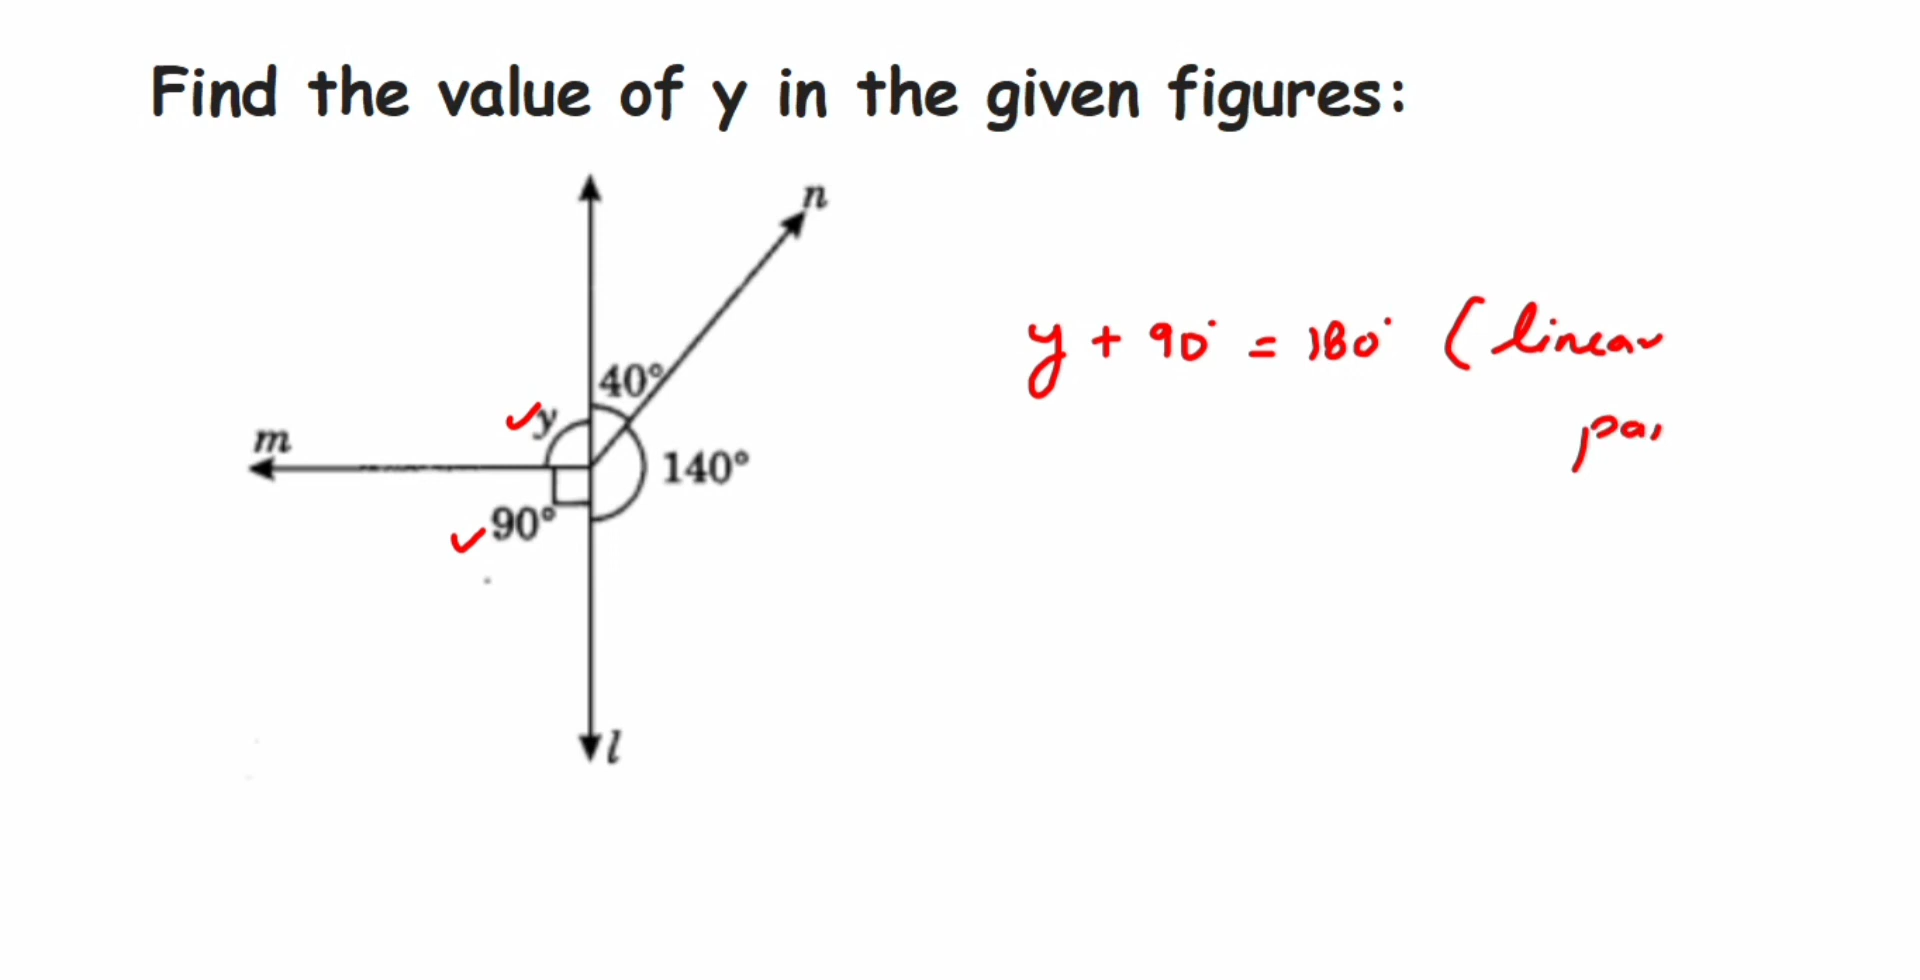 Find the value of y in the given figures:
n
40°
y
m
140°
90°
l
y + 90° = 180° (linear
pai